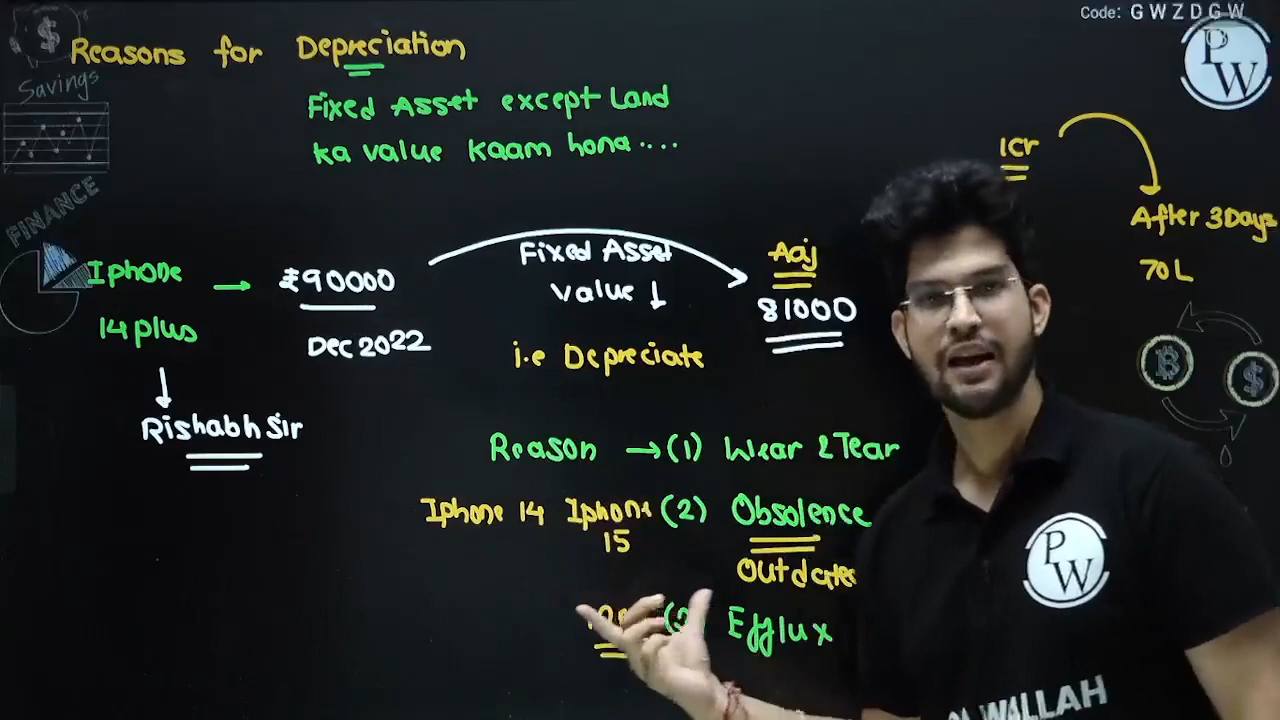 Code: G W Z D G W
Reasons for Depreciation
PW
Savings
Fixed Asset except Land
ka value kaam hona....
1Cr
After 3Days
70L
FINANCE
Iphone → ₹90000
14 plus
Dec 2022
Fixed Asset
value ↓
i.e Depreciate
Aaj
81000
Rishabh Sir
Reason → (1) Wear & Tear
Iphone 14 Iphone 15 (2) Obsolence
Outdated
Efflux
PW
WALLAH